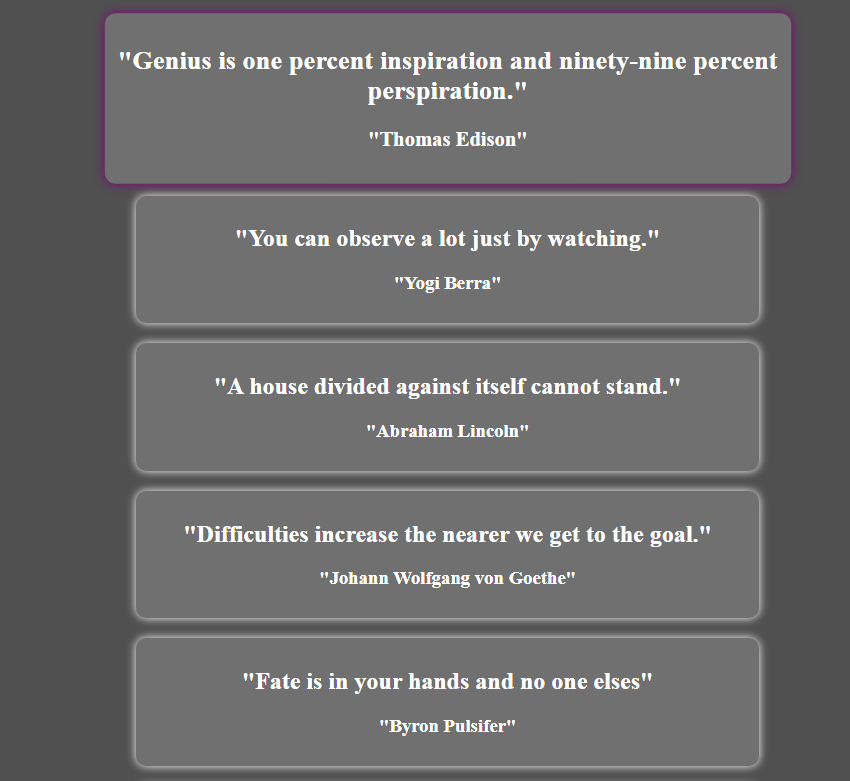 "Genius is one percent inspiration and ninety-nine percent
perspiration."
"Thomas Edison"
"You can observe a lot just by watching."
"Yogi Berra"
"A house divided against itself cannot stand."
"Abraham Lincoln"
"Difficulties increase the nearer we get to the goal."
"Johann Wolfgang von Goethe"
"Fate is in your hands and no one elses"
"Byron Pulsifer"